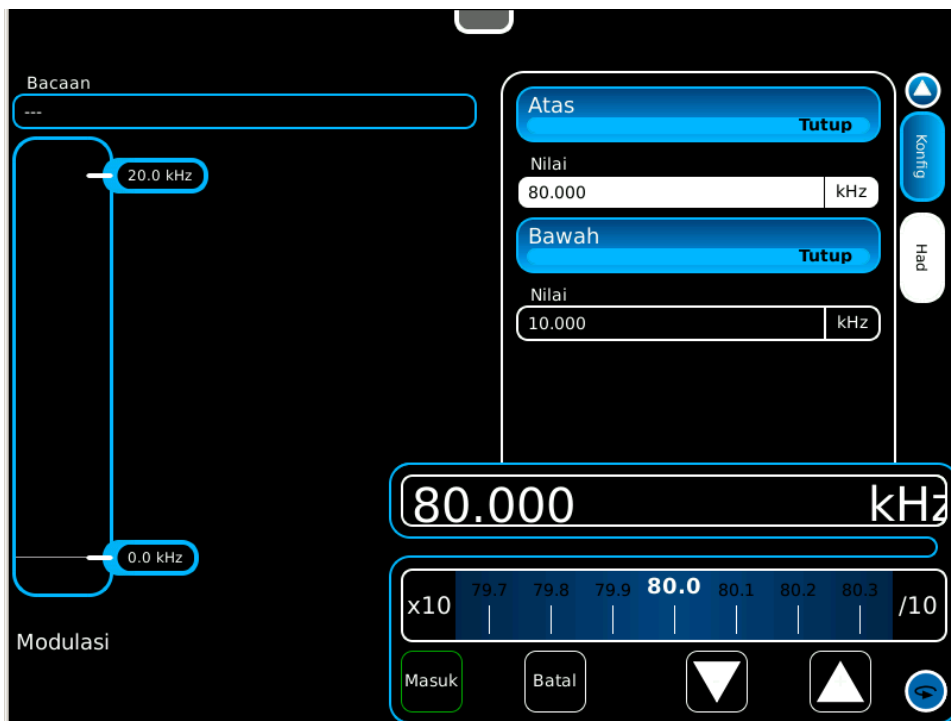 Bacaan
---
20.0 kHz
0.0 kHz
Modulasi
Atas
Tutup
Nilai
80.000 kHz
Bawah
Tutup
Nilai
10.000 kHz
Konfig
Had
80.000 kHz
x10 79.7 79.8 79.9 80.0 80.1 80.2 80.3 /10
Masuk Batal